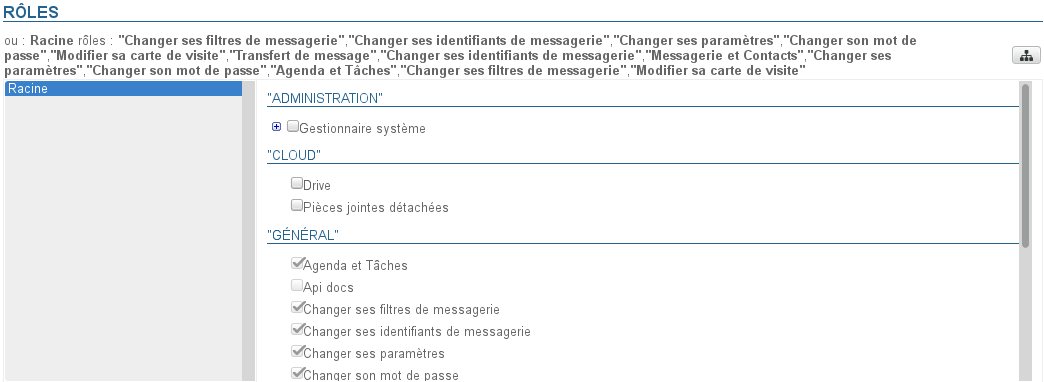 RÔLES
ou : Racine rôles : "Changer ses filtres de messagerie","Changer ses identifiants de messagerie","Changer ses paramètres","Changer son mot de
passe","Modifier sa carte de visite","Transfert de message","Changer ses identifiants de messagerie","Messagerie et Contacts","Changer ses
paramètres","Changer son mot de passe","Agenda et Tâches","Changer ses filtres de messagerie","Modifier sa carte de visite"
Racine
"ADMINISTRATION"
Gestionnaire système
"CLOUD"
Drive
Pièces jointes détachées
"GÉNÉRAL"
Agenda et Tâches
Api docs
Changer ses filtres de messagerie
Changer ses identifiants de messagerie
Changer ses paramètres
Changer son mot de passe